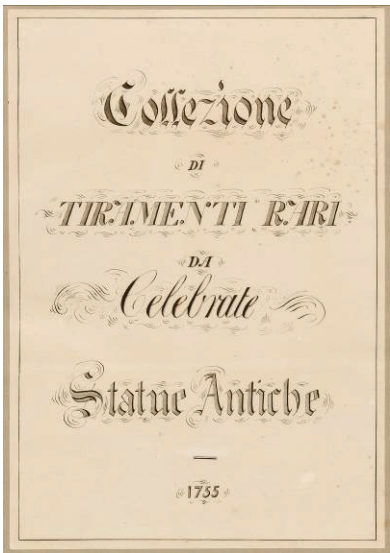 Collezione
DI
TIRAMENTI RARI
DA
Celebrate
Statue Antiche
1755